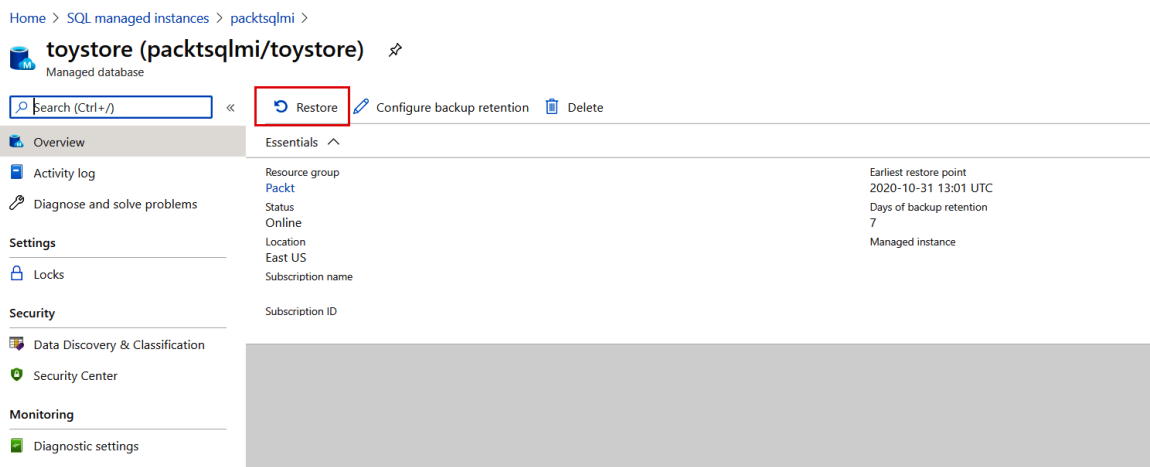 Home > SQL managed instances > packtsqlmi >
toystore (packtsqlmi/toystore)
Managed database
Search (Ctrl+/)
«
Restore
Configure backup retention
Delete
Overview
Activity log
Diagnose and solve problems
Settings
Locks
Security
Data Discovery & Classification
Security Center
Monitoring
Diagnostic settings
Essentials
Resource group
Packt
Status
Online
Location
East US
Subscription name
Subscription ID
Earliest restore point
2020-10-31 13:01 UTC
Days of backup retention
7
Managed instance